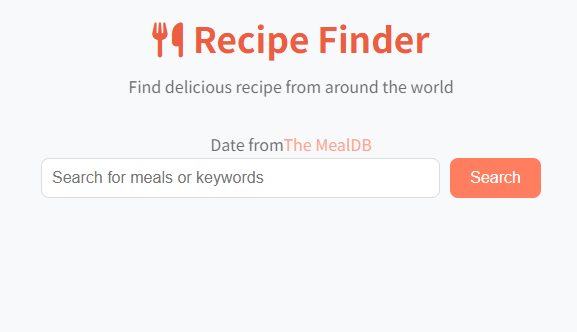 Recipe Finder
Find delicious recipe from around the world
Date fromThe MealDB
Search for meals or keywords
Search